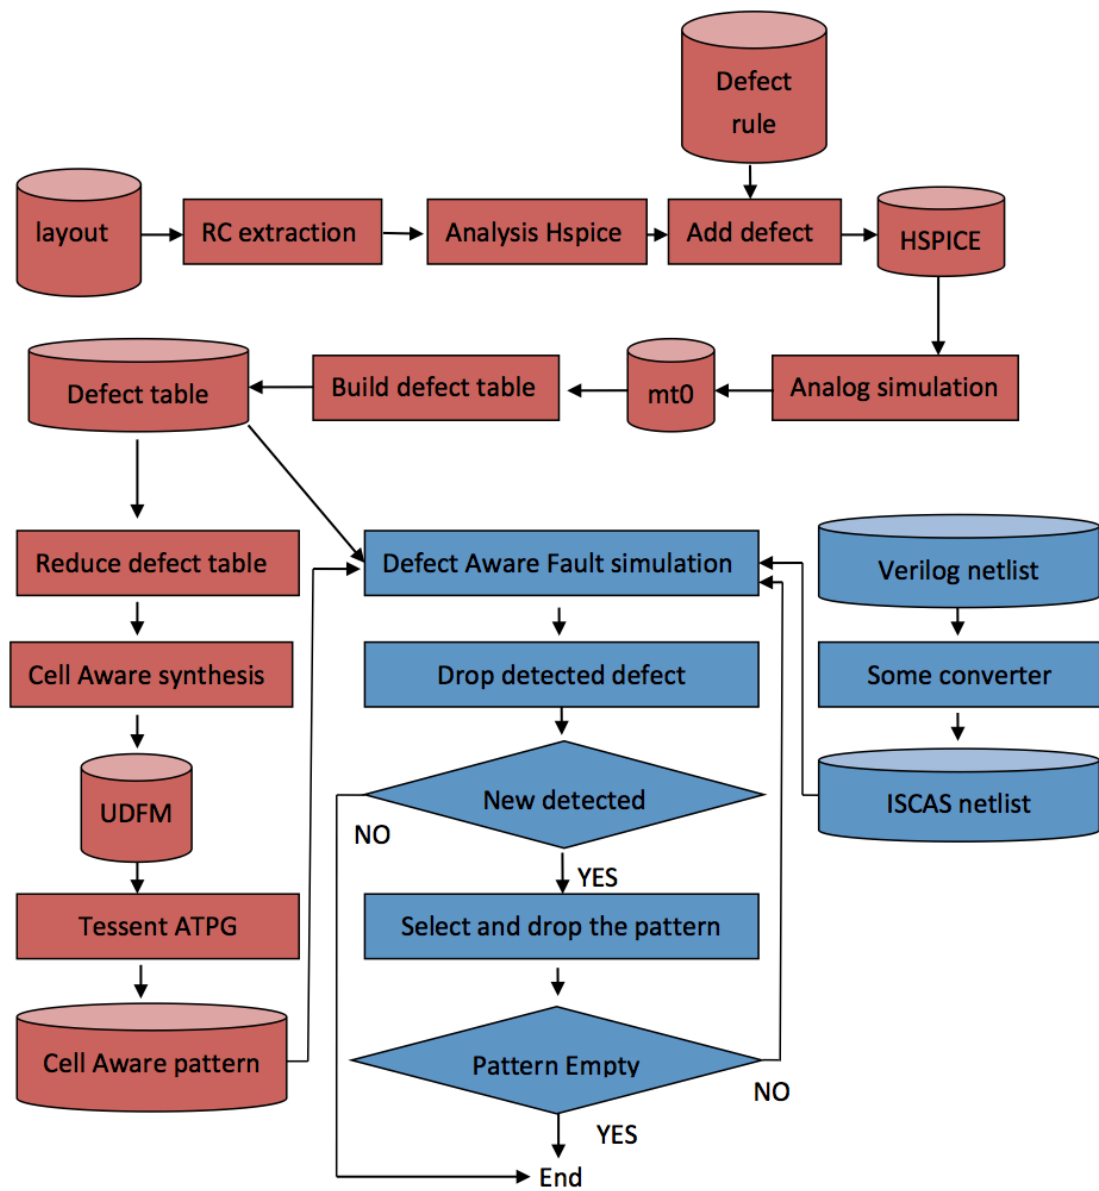 Defect
rule
layout
RC extraction
Analysis Hspice
Add defect
HSPICE
Defect table
Build defect table
mt0
Analog simulation
Reduce defect table
Defect Aware Fault simulation
Verilog netlist
Cell Aware synthesis
Drop detected defect
Some converter
UDFM
New detected
ISCAS netlist
NO
YES
Tessent ATPG
Select and drop the pattern
Cell Aware pattern
Pattern Empty
NO
YES
End